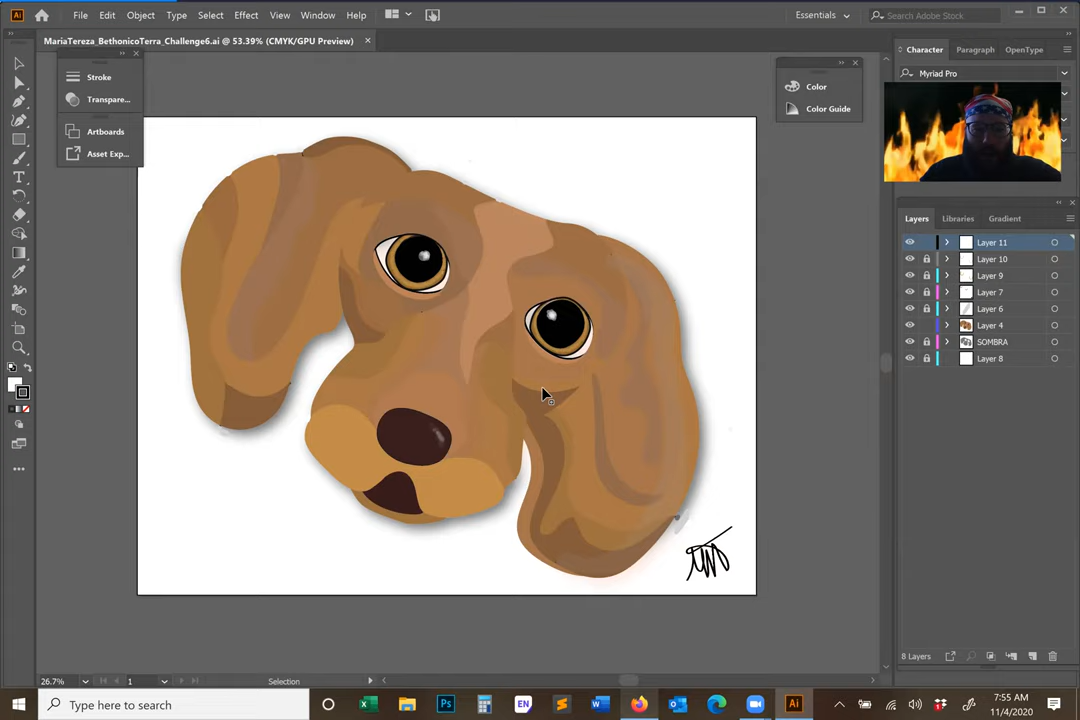 Ai File Edit Object Type Select Effect View Window Help Essentials Search Adobe Stock
MariaTereza_BethonicoTerra_Challenge6.ai @ 53.39% (CMYK/GPU Preview)
Stroke
Transpare...
Artboards
Asset Exp...
Color
Color Guide
Character Paragraph OpenType
Myriad Pro
Layers Libraries Gradient
Layer 11
Layer 10
Layer 9
Layer 7
Layer 6
Layer 4
SOMBRA
Layer 8
8 Layers
26.7% 1 Selection
Type here to search
Ps
EN
Ai
7:55 AM
11/4/2020